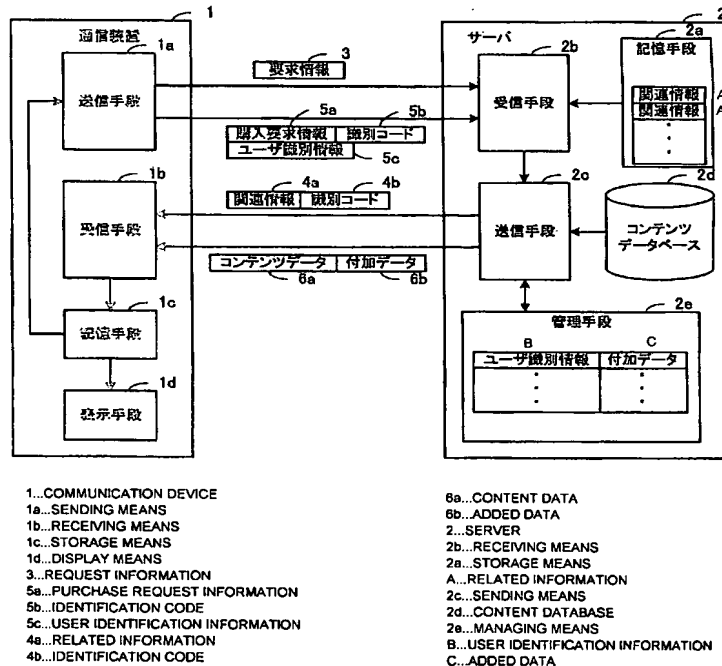 1
通信装置
1a
送信手段
3
要求情報
5a
5b
購入要求情報
識別コード
ユーザ識別情報
5c
1b
受信手段
4a
4b
関連情報
識別コード
コンテンツデータ
付加データ
6a
6b
1c
記憶手段
1d
表示手段
2
サーバ
2a
記憶手段
2b
受信手段
関連情報
A
関連情報
A
2c
送信手段
2d
コンテンツ
データベース
2e
管理手段
B
C
ユーザ識別情報
付加データ
1...COMMUNICATION DEVICE
1a...SENDING MEANS
1b...RECEIVING MEANS
1c...STORAGE MEANS
1d...DISPLAY MEANS
3...REQUEST INFORMATION
5a...PURCHASE REQUEST INFORMATION
5b...IDENTIFICATION CODE
5c...USER IDENTIFICATION INFORMATION
4a...RELATED INFORMATION
4b...IDENTIFICATION CODE
6a...CONTENT DATA
6b...ADDED DATA
2...SERVER
2b...RECEIVING MEANS
2a...STORAGE MEANS
A...RELATED INFORMATION
2c...SENDING MEANS
2d...CONTENT DATABASE
2e...MANAGING MEANS
B...USER IDENTIFICATION INFORMATION
C...ADDED DATA